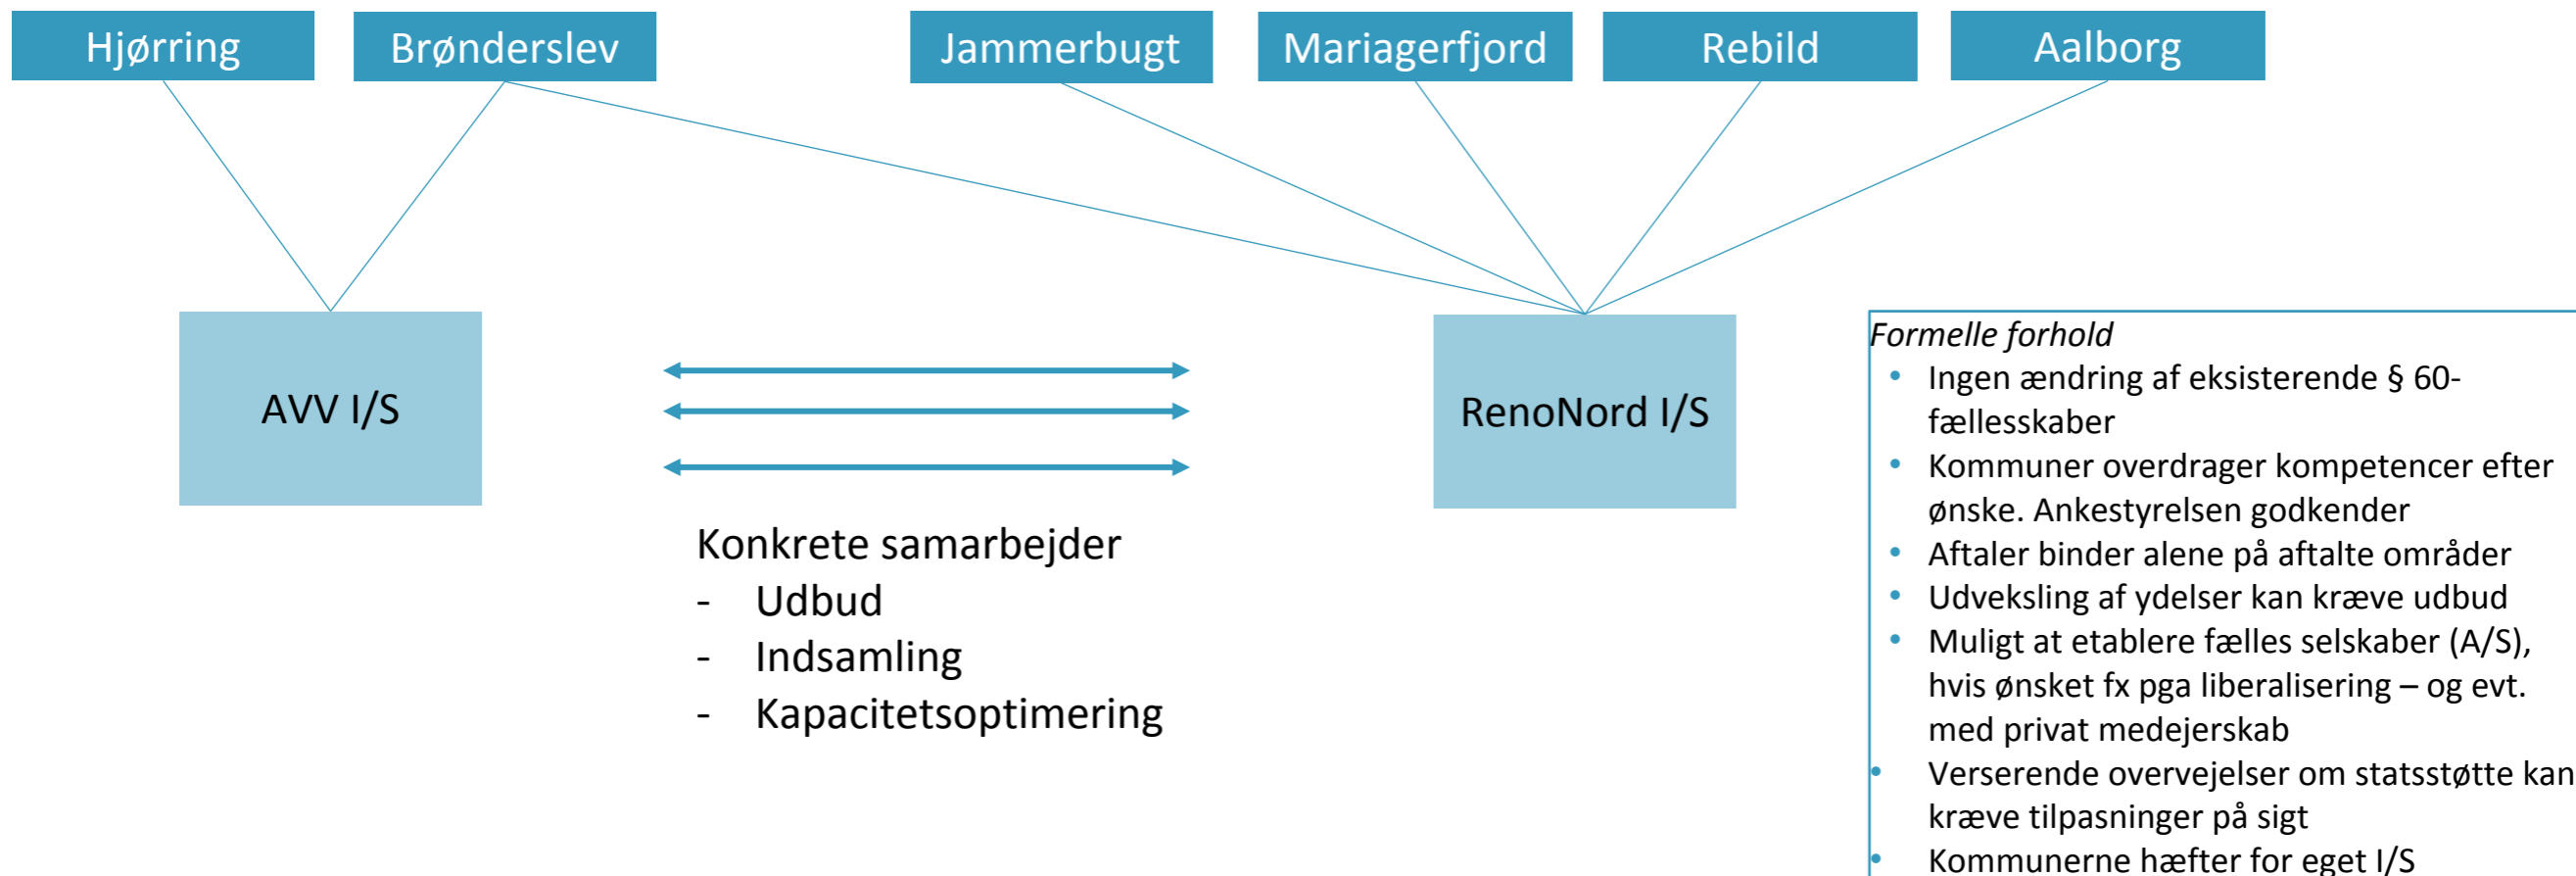 Hjørring
Brønderslev
Jammerbugt
Mariagerfjord
Rebild
Aalborg
AVV I/S
RenoNord I/S
Konkrete samarbejder
- Udbud
- Indsamling
- Kapacitetsoptimering
Formelle forhold
• Ingen ændring af eksisterende § 60-
fællesskaber
• Kommuner overdrager kompetencer efter
ønske. Ankestyrelsen godkender
• Aftaler binder alene på aftalte områder
• Udveksling af ydelser kan kræve udbud
• Muligt at etablere fælles selskaber (A/S),
hvis ønsket fx pga liberalisering – og evt.
med privat medejerskab
• Verserende overvejelser om statsstøtte kan
kræve tilpasninger på sigt
• Kommunerne hæfter for eget I/S